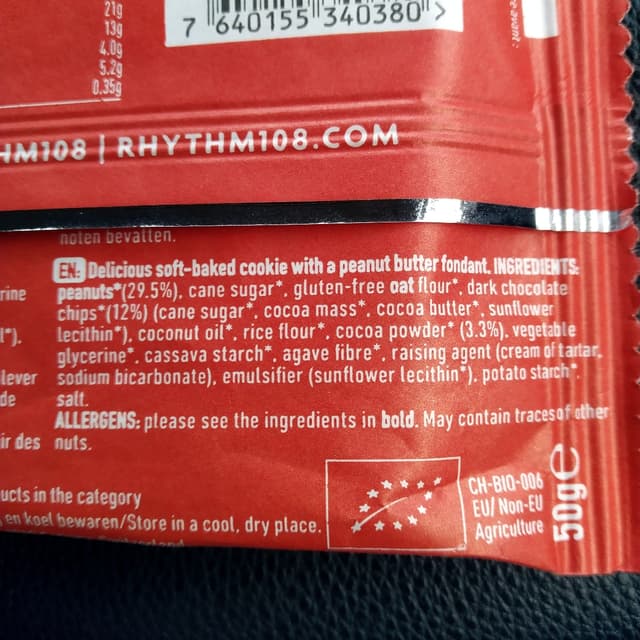 21g
13g
4.0g
5.2g
0.35g
7 640155 340380 >
HM108 | RHYTHM108.COM
noten bevatten.
EN: Delicious soft-baked cookie with a peanut butter fondant. INGREDIENTS:
peanuts*(29.5%), cane sugar*, gluten-free oat flour*, dark chocolate
chips*(12%) (cane sugar*, cocoa mass*, cocoa butter*, sunflower
lecithin*), coconut oil*, rice flour*, cocoa powder* (3.3%), vegetable
glycerine*, cassava starch*, agave fibre*, raising agent (cream of tartar,
sodium bicarbonate), emulsifier (sunflower lecithin*), potato starch*,
salt.
ALLERGENS: please see the ingredients in bold. May contain traces of other
nuts.
rine
l*).
lever
de
ir des
ucts in the category
en koel bewaren/Store in a cool, dry place.
CH-BIO-006
EU/ Non-EU
Agriculture
50g℮